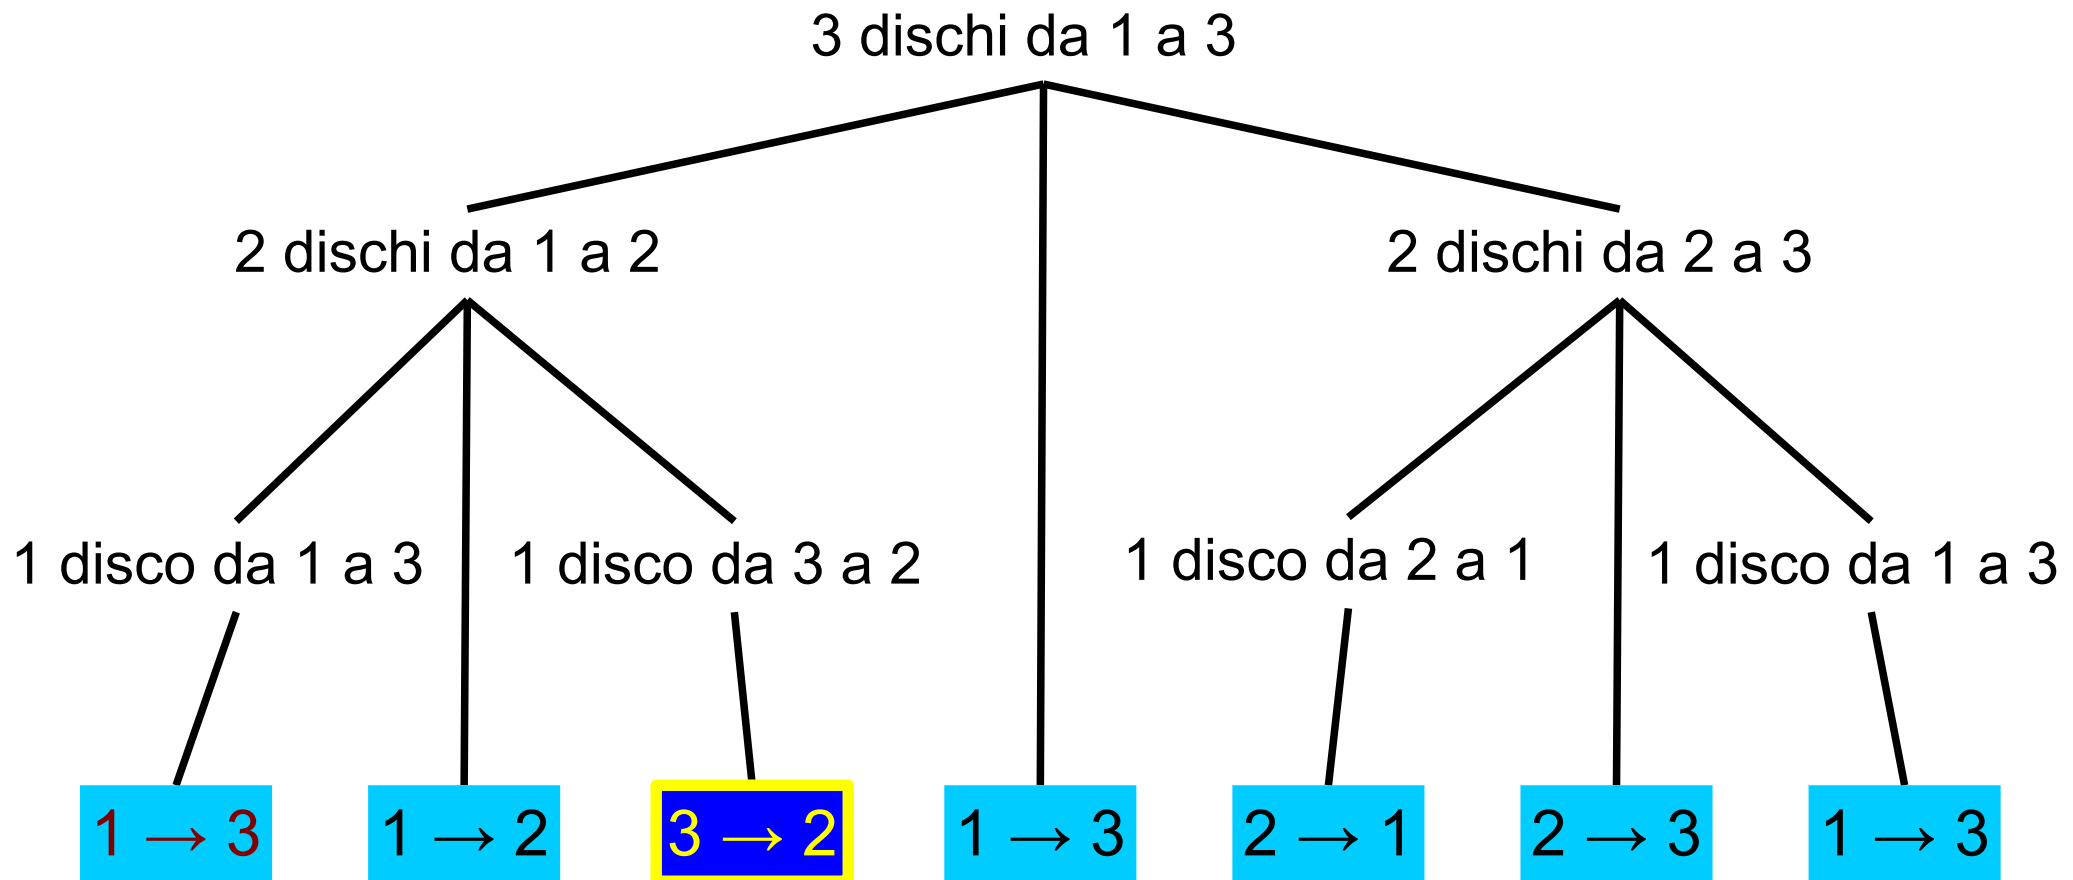 3 dischi da 1 a 3
2 dischi da 1 a 2
2 dischi da 2 a 3
1 disco da 1 a 3
1 disco da 3 a 2
1 disco da 2 a 1
1 disco da 1 a 3
1 → 3
1 → 2
3 → 2
1 → 3
2 → 1
2 → 3
1 → 3